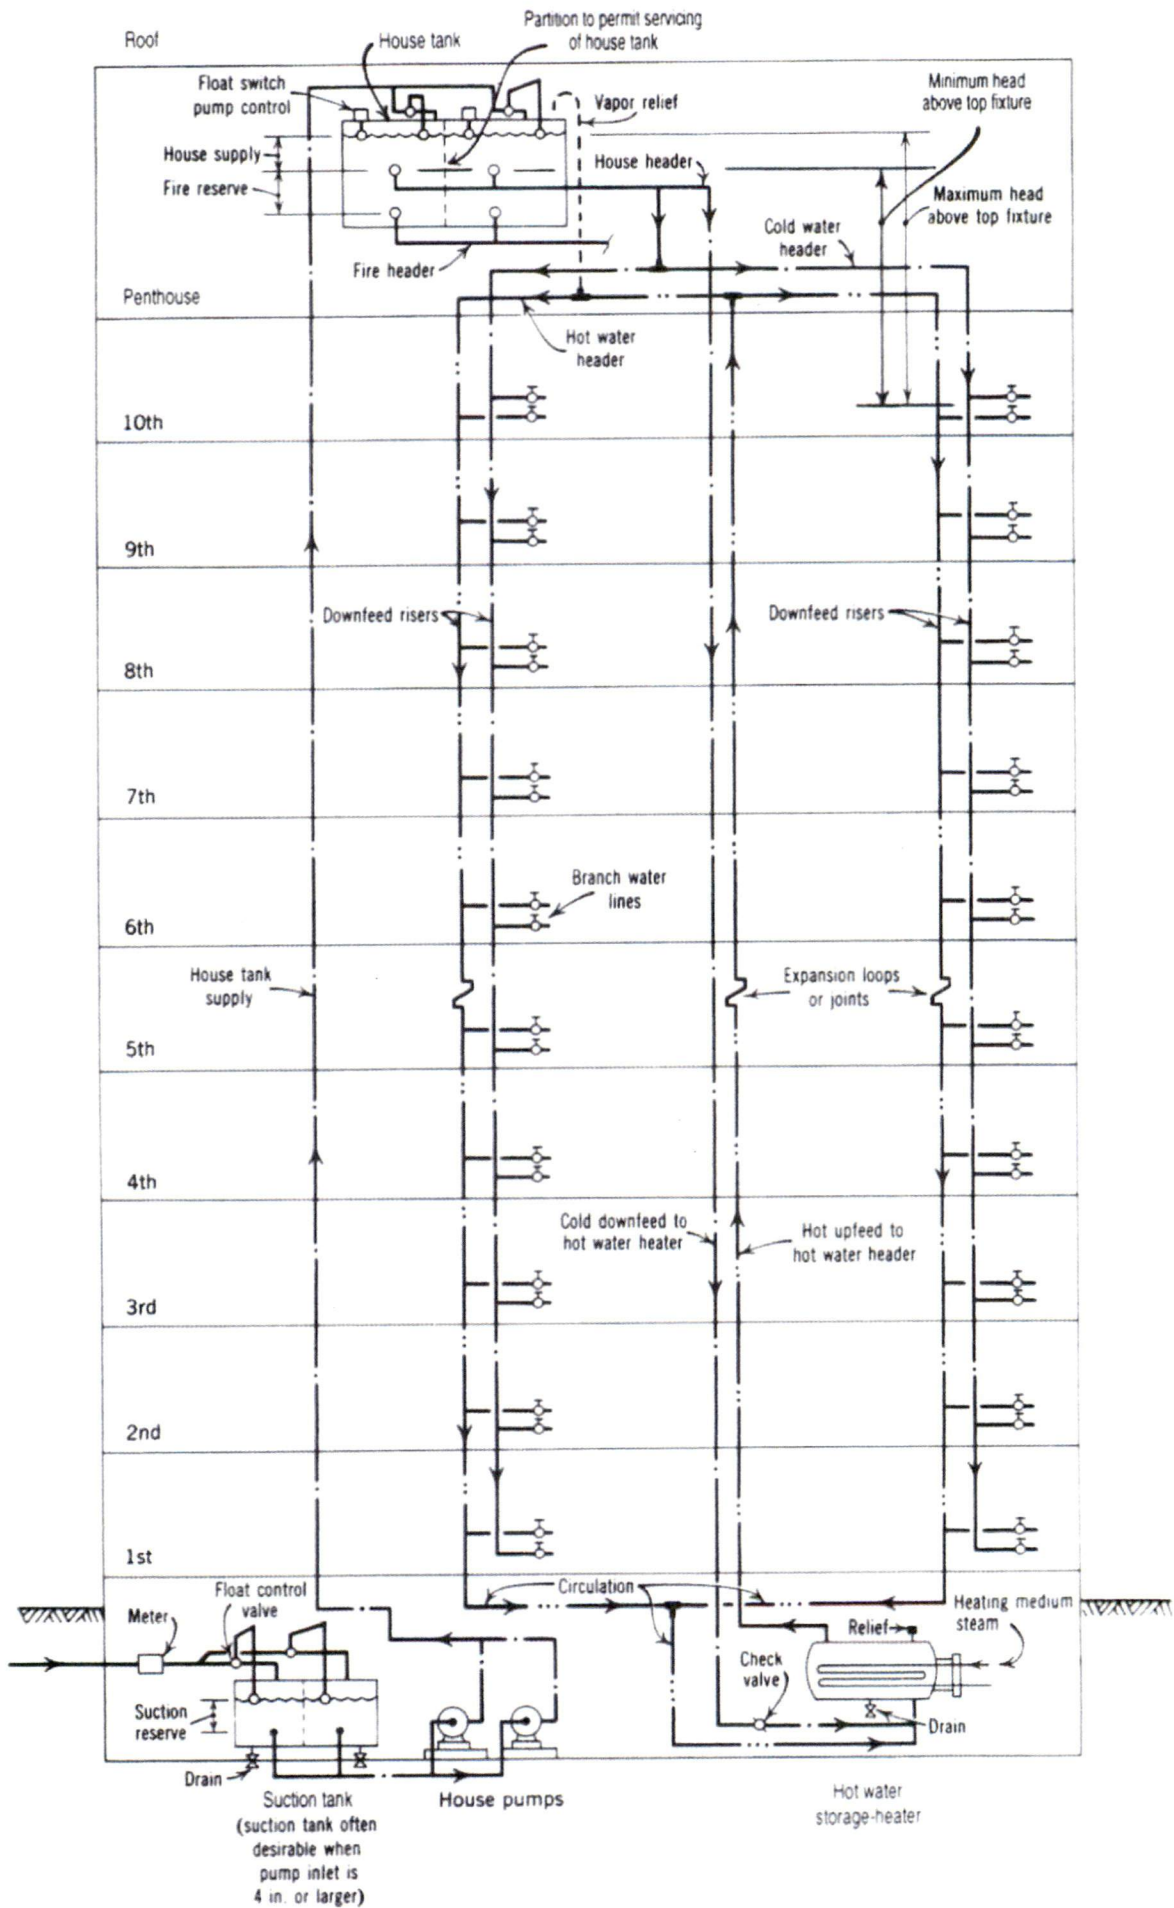 Roof
House tank
Partition to permit servicing
of house tank
Float switch
pump control
Vapor relief
Minimum head
above top fixture
House supply
House header
Fire reserve
Maximum head
above top fixture
Cold water
header
Fire header
Penthouse
Hot water
header
10th
9th
Downfeed risers
Downfeed risers
8th
7th
Branch water
lines
6th
House tank
supply
Expansion loops
or joints
5th
4th
Cold downfeed to
hot water heater
Hot upfeed to
hot water header
3rd
2nd
1st
Float control
valve
Circulation
Heating medium
steam
Meter
Relief
Check
valve
Suction
reserve
Drain
Drain
Suction tank
(suction tank often
desirable when
pump inlet is
4 in. or larger)
House pumps
Hot water
storage-heater